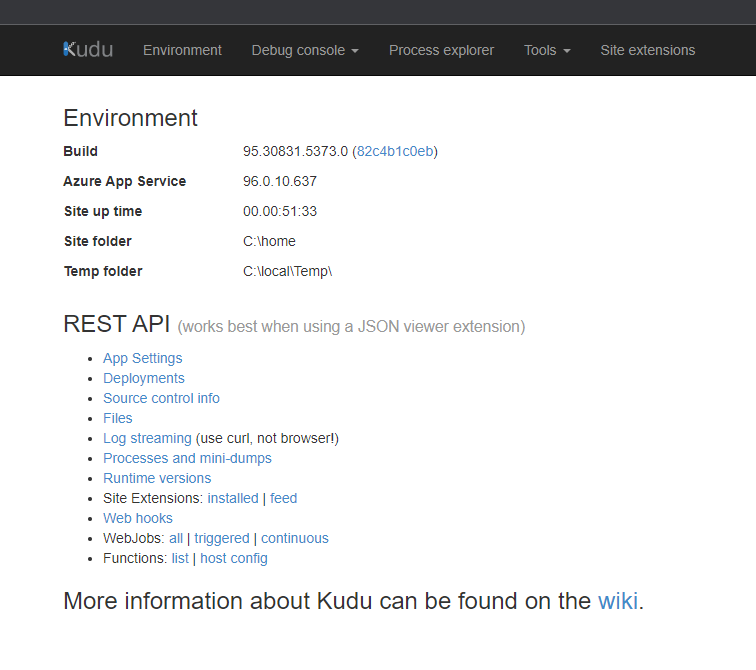 Kudu Environment Debug console Process explorer Tools Site extensions
Environment
Build 95.30831.5373.0 (82c4b1c0eb)
Azure App Service 96.0.10.637
Site up time 00.00:51:33
Site folder C:\home
Temp folder C:\local\Temp\
REST API (works best when using a JSON viewer extension)
App Settings
Deployments
Source control info
Files
Log streaming (use curl, not browser!)
Processes and mini-dumps
Runtime versions
Site Extensions: installed | feed
Web hooks
WebJobs: all | triggered | continuous
Functions: list | host config
More information about Kudu can be found on the wiki.